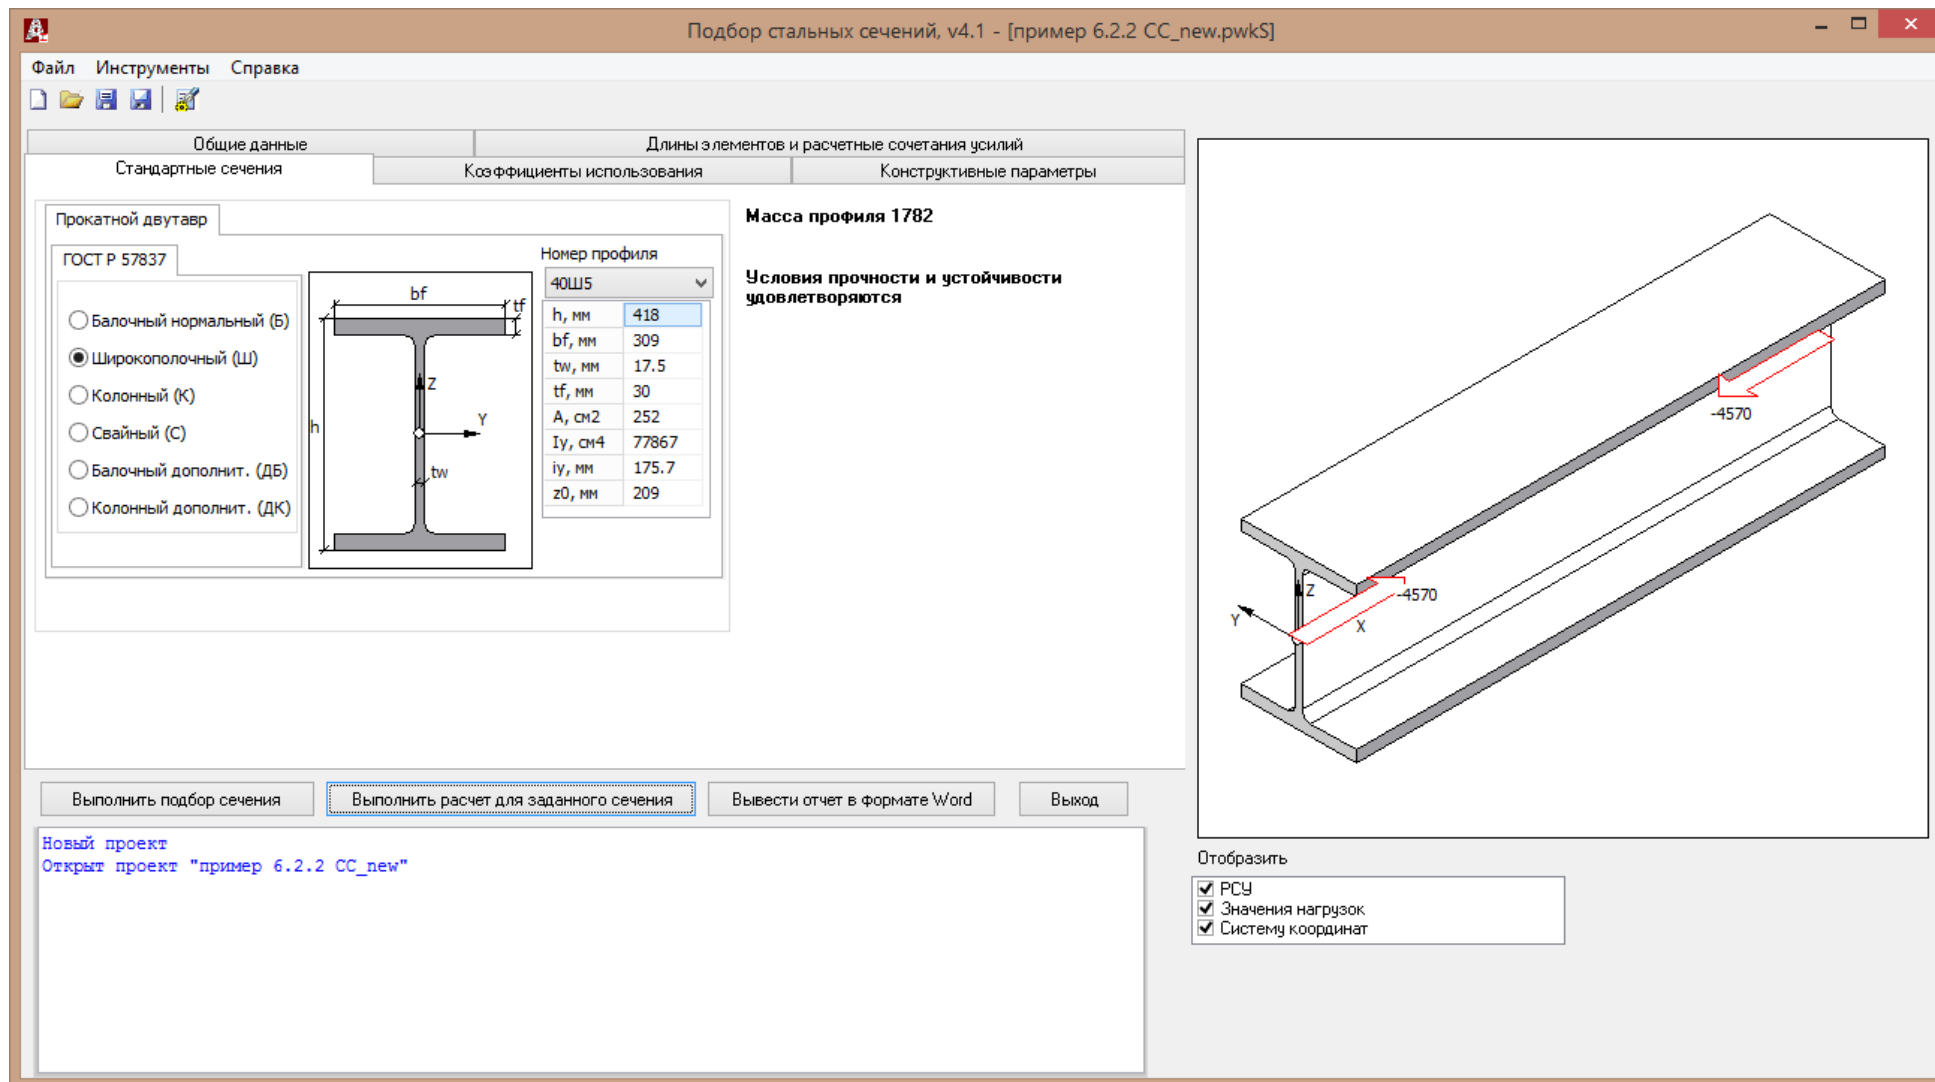 Подбор стальных сечений, v4.1 - [пример 6.2.2 СС_new.pwkS]
Файл Инструменты Справка
Общие данные
Длины элементов и расчетные сочетания усилий
Стандартные сечения
Коэффициенты использования
Конструктивные параметры
Прокатной двутавр
ГОСТ Р 57837
Балочный нормальный (Б)
Широкополочный (Ш)
Колонный (К)
Свайный (С)
Балочный дополнит. (ДБ)
Колонный дополнит. (ДК)
bf
tf
Z
Y
h
tw
Номер профиля
40Ш5
h, мм 418
bf, мм 309
tw, мм 17.5
tf, мм 30
A, см2 252
Iy, см4 77867
iy, мм 175.7
z0, мм 209
Масса профиля 1782
Условия прочности и устойчивости
удовлетворяются
-4570
Z
-4570
Y
X
Выполнить подбор сечения
Выполнить расчет для заданного сечения
Вывести отчет в формате Word
Выход
Новый проект
Открыт проект "пример 6.2.2 СС_new"
Отобразить
РСУ
Значения нагрузок
Систему координат